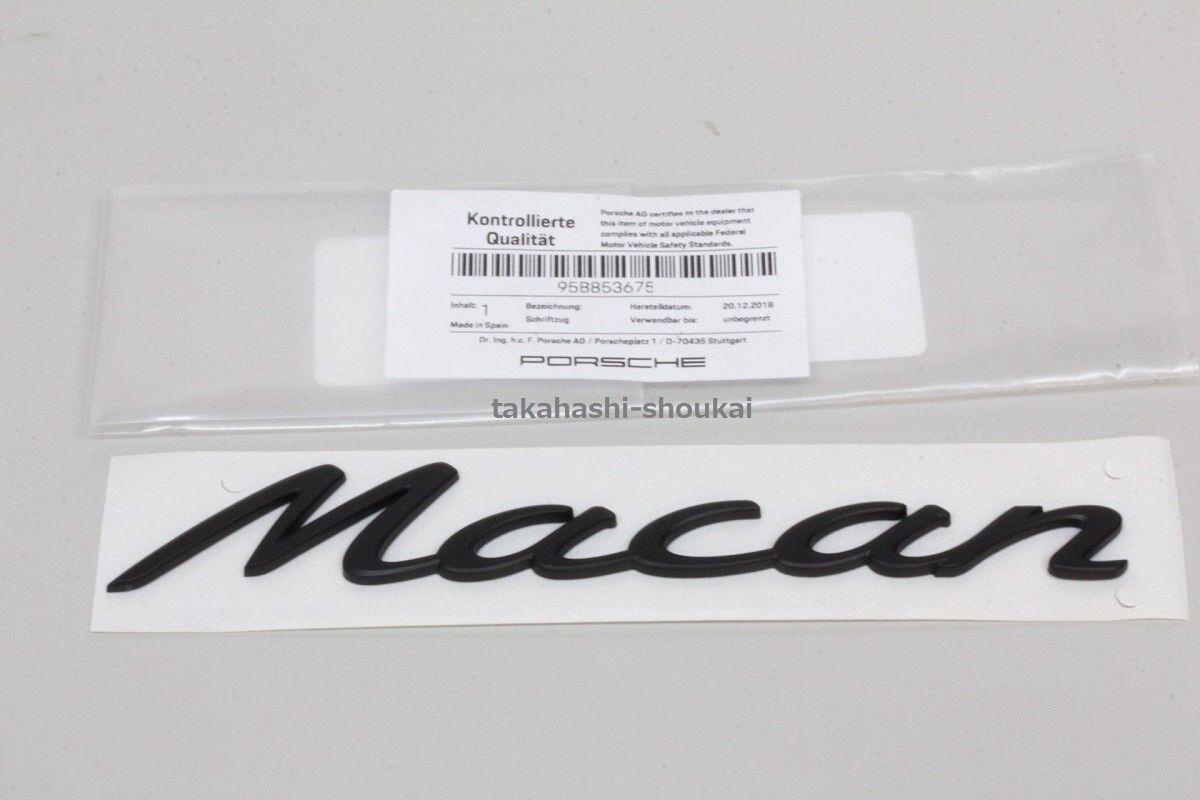 Kontrollierte
Qualität
Porsche AG certifies to the dealer that
this item of motor vehicle equipment
complies with all applicable Federal
Motor Vehicle Safety Standards.
95B853675
Inhalt: 1
Made in Spain
Bezeichnung:
Schriftzug
Herstelldatum: 20.12.2018
Verwendbar bis: unbegrenzt
Dr. Ing. h.c. F. Porsche AG / Porscheplatz 1 / D-70435 Stuttgart
PORSCHE
takahashi-shoukai
Macan